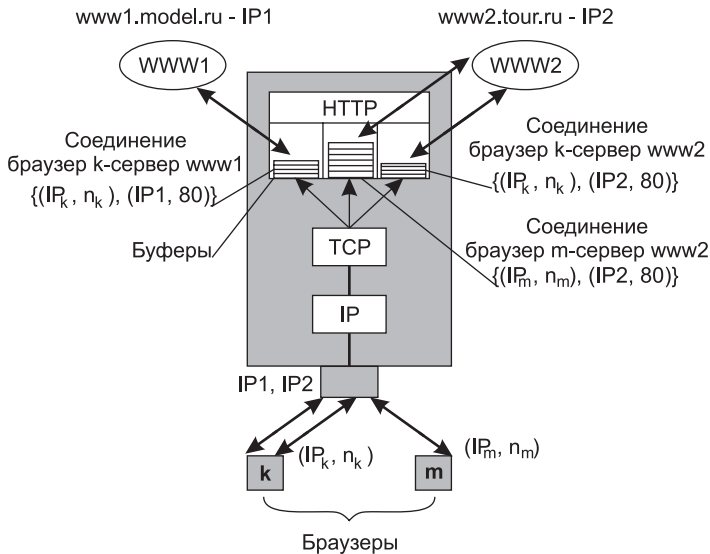 www1.model.ru - IP1
www2.tour.ru - IP2
WWW1
WWW2
HTTP
Соединение
браузер k-сервер www1
{(IPk, nk), (IP1, 80)}
Соединение
браузер k-сервер www2
{(IPk, nk), (IP2, 80)}
Буферы
TCP
Соединение
браузер m-сервер www2
{(IPm, nm), (IP2, 80)}
IP
IP1, IP2
(IPk, nk)
(IPm, nm)
k
m
Браузеры